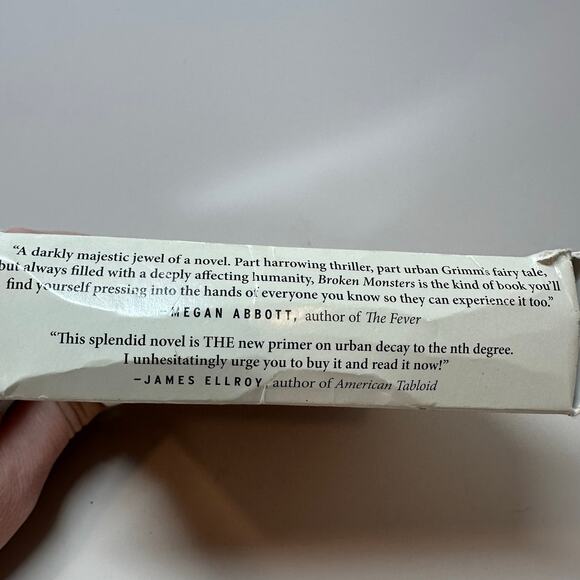 “A darkly majestic jewel of a novel. Part harrowing thriller, part urban Grimm's fairy tale,
but always filled with a deeply affecting humanity, Broken Monsters is the kind of book you'll
find yourself pressing into the hands of everyone you know so they can experience it too.”
—MEGAN ABBOTT, author of The Fever
“This splendid novel is THE new primer on urban decay to the nth degree.
I unhesitatingly urge you to buy it and read it now!”
—JAMES ELLROY, author of American Tabloid